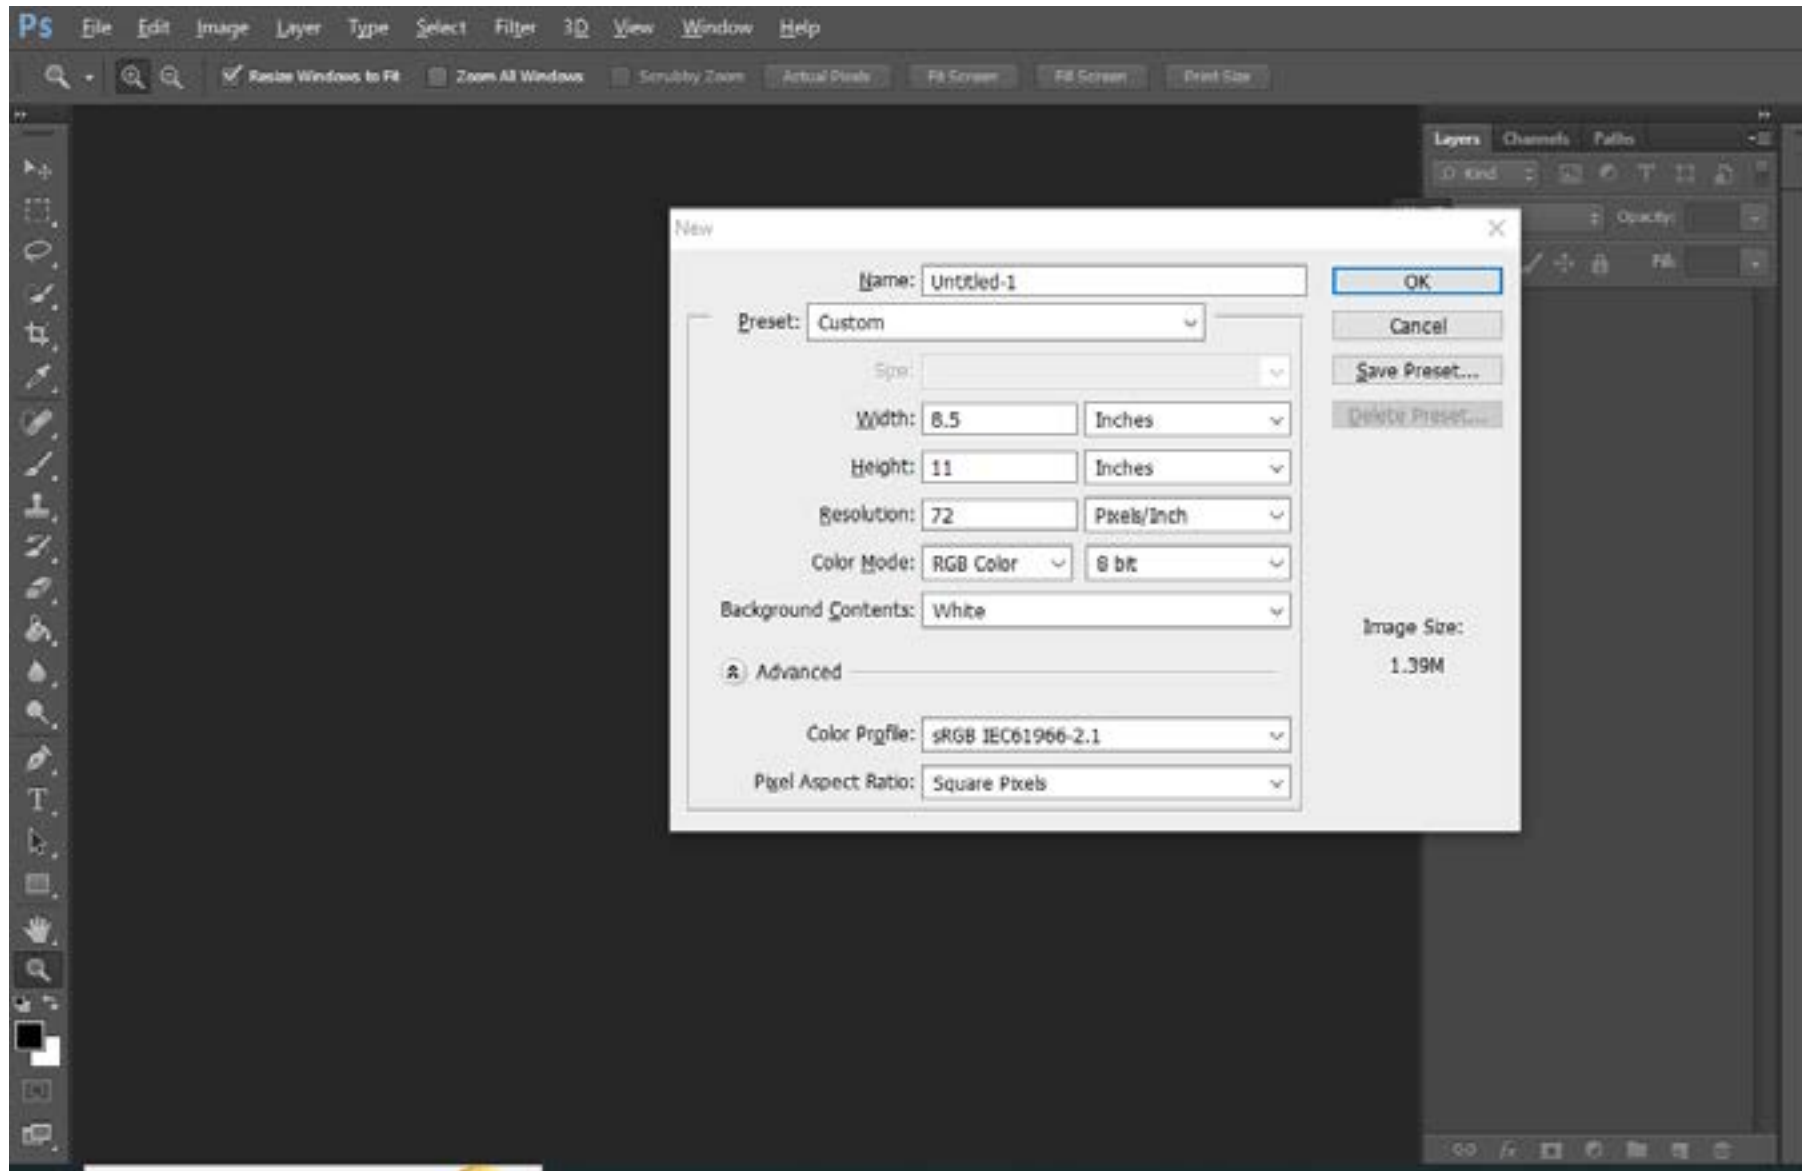 Ps File Edit Image Layer Type Select Filter 3D View Window Help
Resize Windows to Fit Zoom All Windows Scrubby Zoom Actual Pixels Fit Screen Fill Screen Print Size
Layers Channels Paths
Kind
Opacity:
Fill:
New
Name: Untitled-1
OK
Preset: Custom
Cancel
Size:
Save Preset...
Width: 8.5 Inches
Delete Preset...
Height: 11 Inches
Resolution: 72 Pixels/Inch
Color Mode: RGB Color 8 bit
Background Contents: White
Image Size:
1.39M
Advanced
Color Profile: sRGB IEC61966-2.1
Pixel Aspect Ratio: Square Pixels